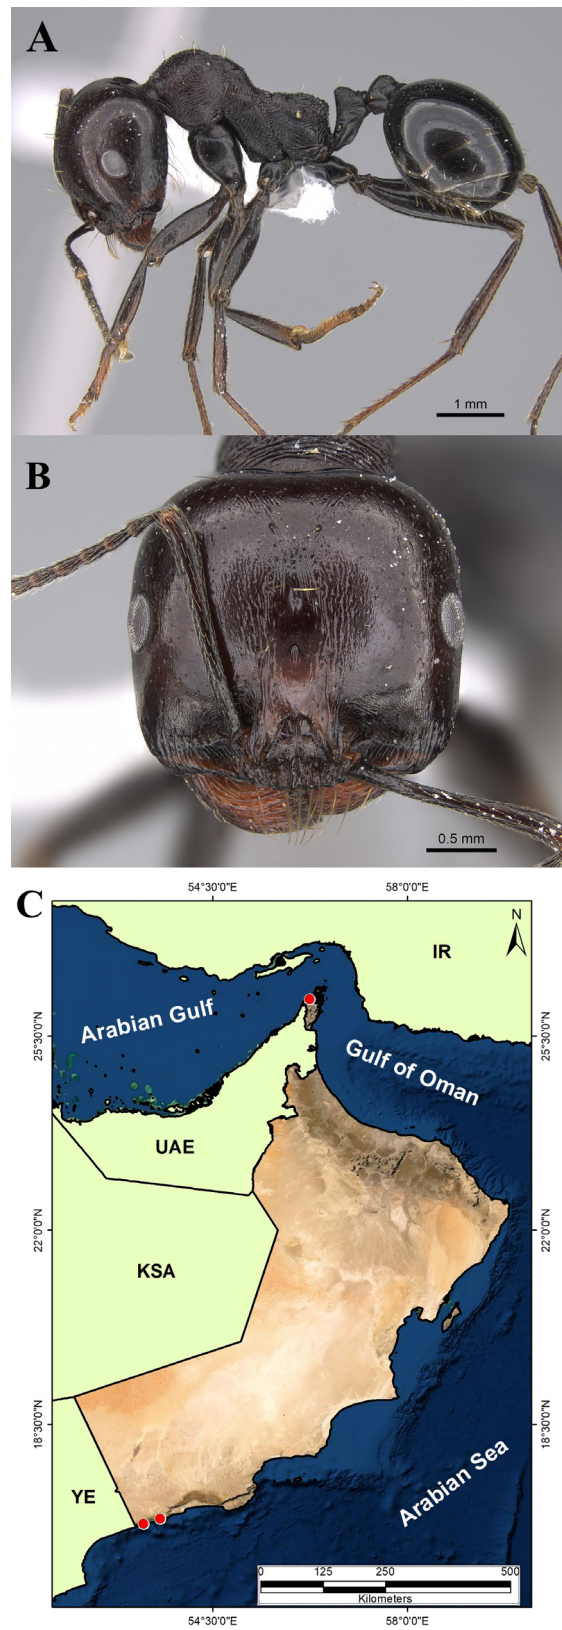 A
1 mm
B
0.5 mm
C
54°30'0"E 58°0'0"E
N
IR
Arabian Gulf
25°30'0"N 25°30'0"N
Gulf of Oman
UAE
22°0'0"N 22°0'0"N
KSA
18°30'0"N 18°30'0"N
YE
Arabian Sea
0 125 250 500
Kilometers
54°30'0"E 58°0'0"E